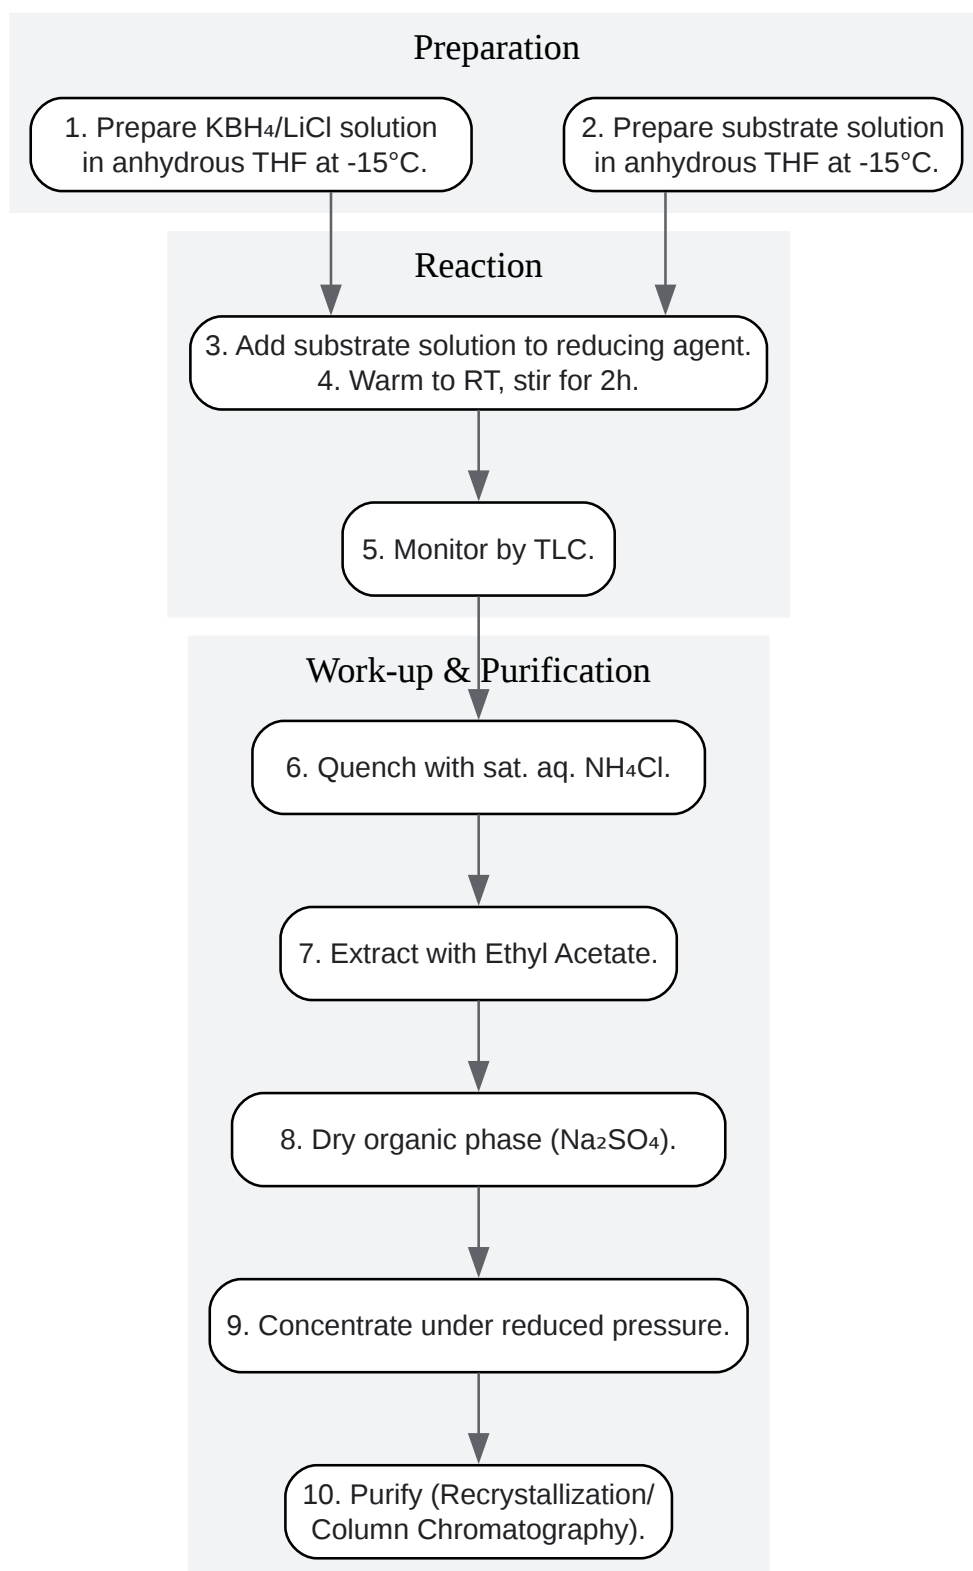 Preparation
1. Prepare KBH₄/LiCl solution
in anhydrous THF at -15°C.
2. Prepare substrate solution
in anhydrous THF at -15°C.
Reaction
3. Add substrate solution to reducing agent.
4. Warm to RT, stir for 2h.
5. Monitor by TLC.
Work-up & Purification
6. Quench with sat. aq. NH₄Cl.
7. Extract with Ethyl Acetate.
8. Dry organic phase (Na₂SO₄).
9. Concentrate under reduced pressure.
10. Purify (Recrystallization/
Column Chromatography).